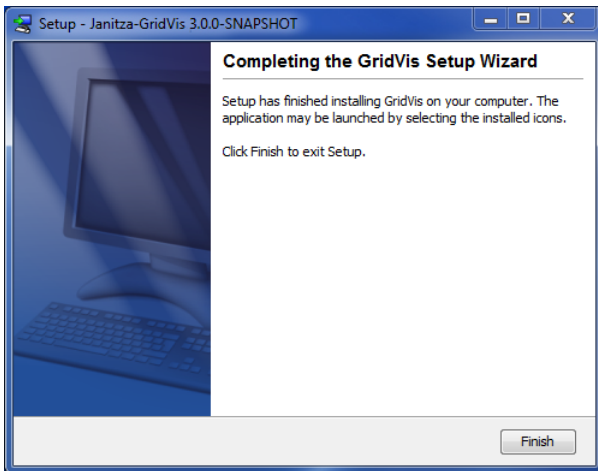 Setup - Janitza-GridVis 3.0.0-SNAPSHOT
Completing the GridVis Setup Wizard
Setup has finished installing GridVis on your computer. The
application may be launched by selecting the installed icons.
Click Finish to exit Setup.
Finish